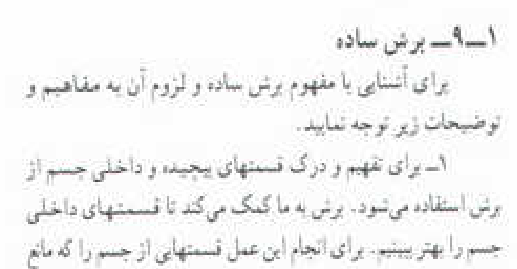 ۱ــ۹ــ برش ساده
برای آشنایی با مفهوم برش ساده و لزوم آن به مفاهیم و
توضیحات زیر توجه نمایید.
۱ــ برای تفهیم و درک قسمتهای پیچیده و داخلی جسم از
برش استفاده می‌شود. برش به ما کمک می‌کند تا قسمتهای داخلی
جسم را بهتر ببینیم. برای انجام این عمل قسمتهایی از جسم را که مانع